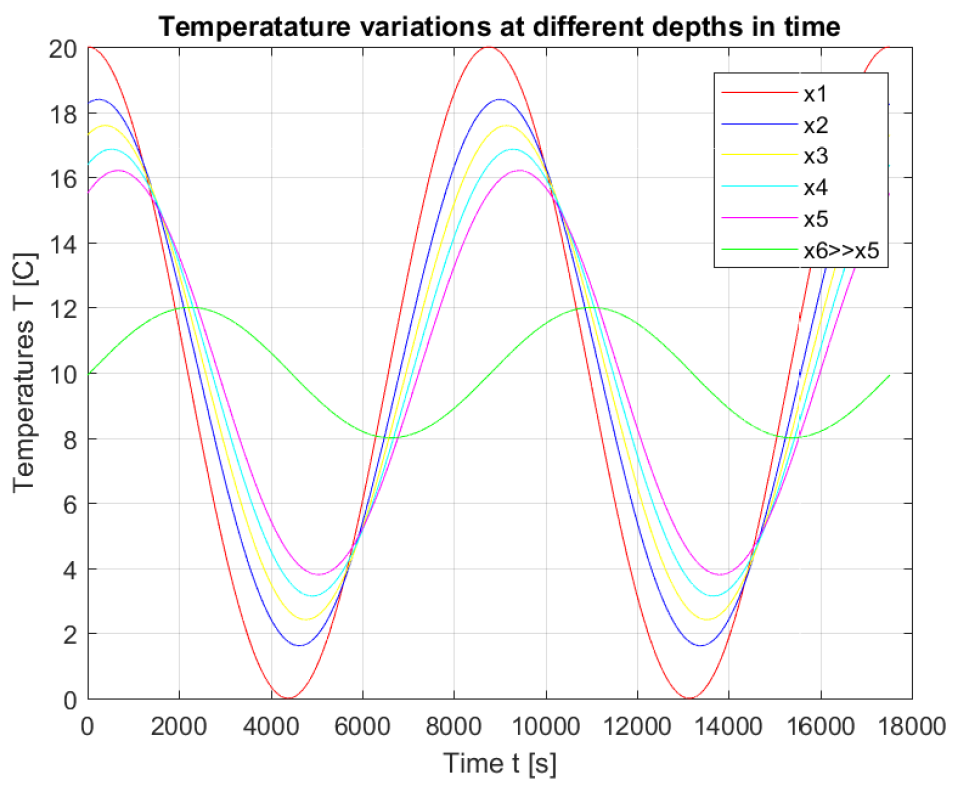 Temperatature variations at different depths in time
Temperatures T [C]
20
18
16
14
12
10
8
6
4
2
0
x1
x2
x3
x4
x5
x6>>x5
0 2000 4000 6000 8000 10000 12000 14000 16000 18000
Time t [s]